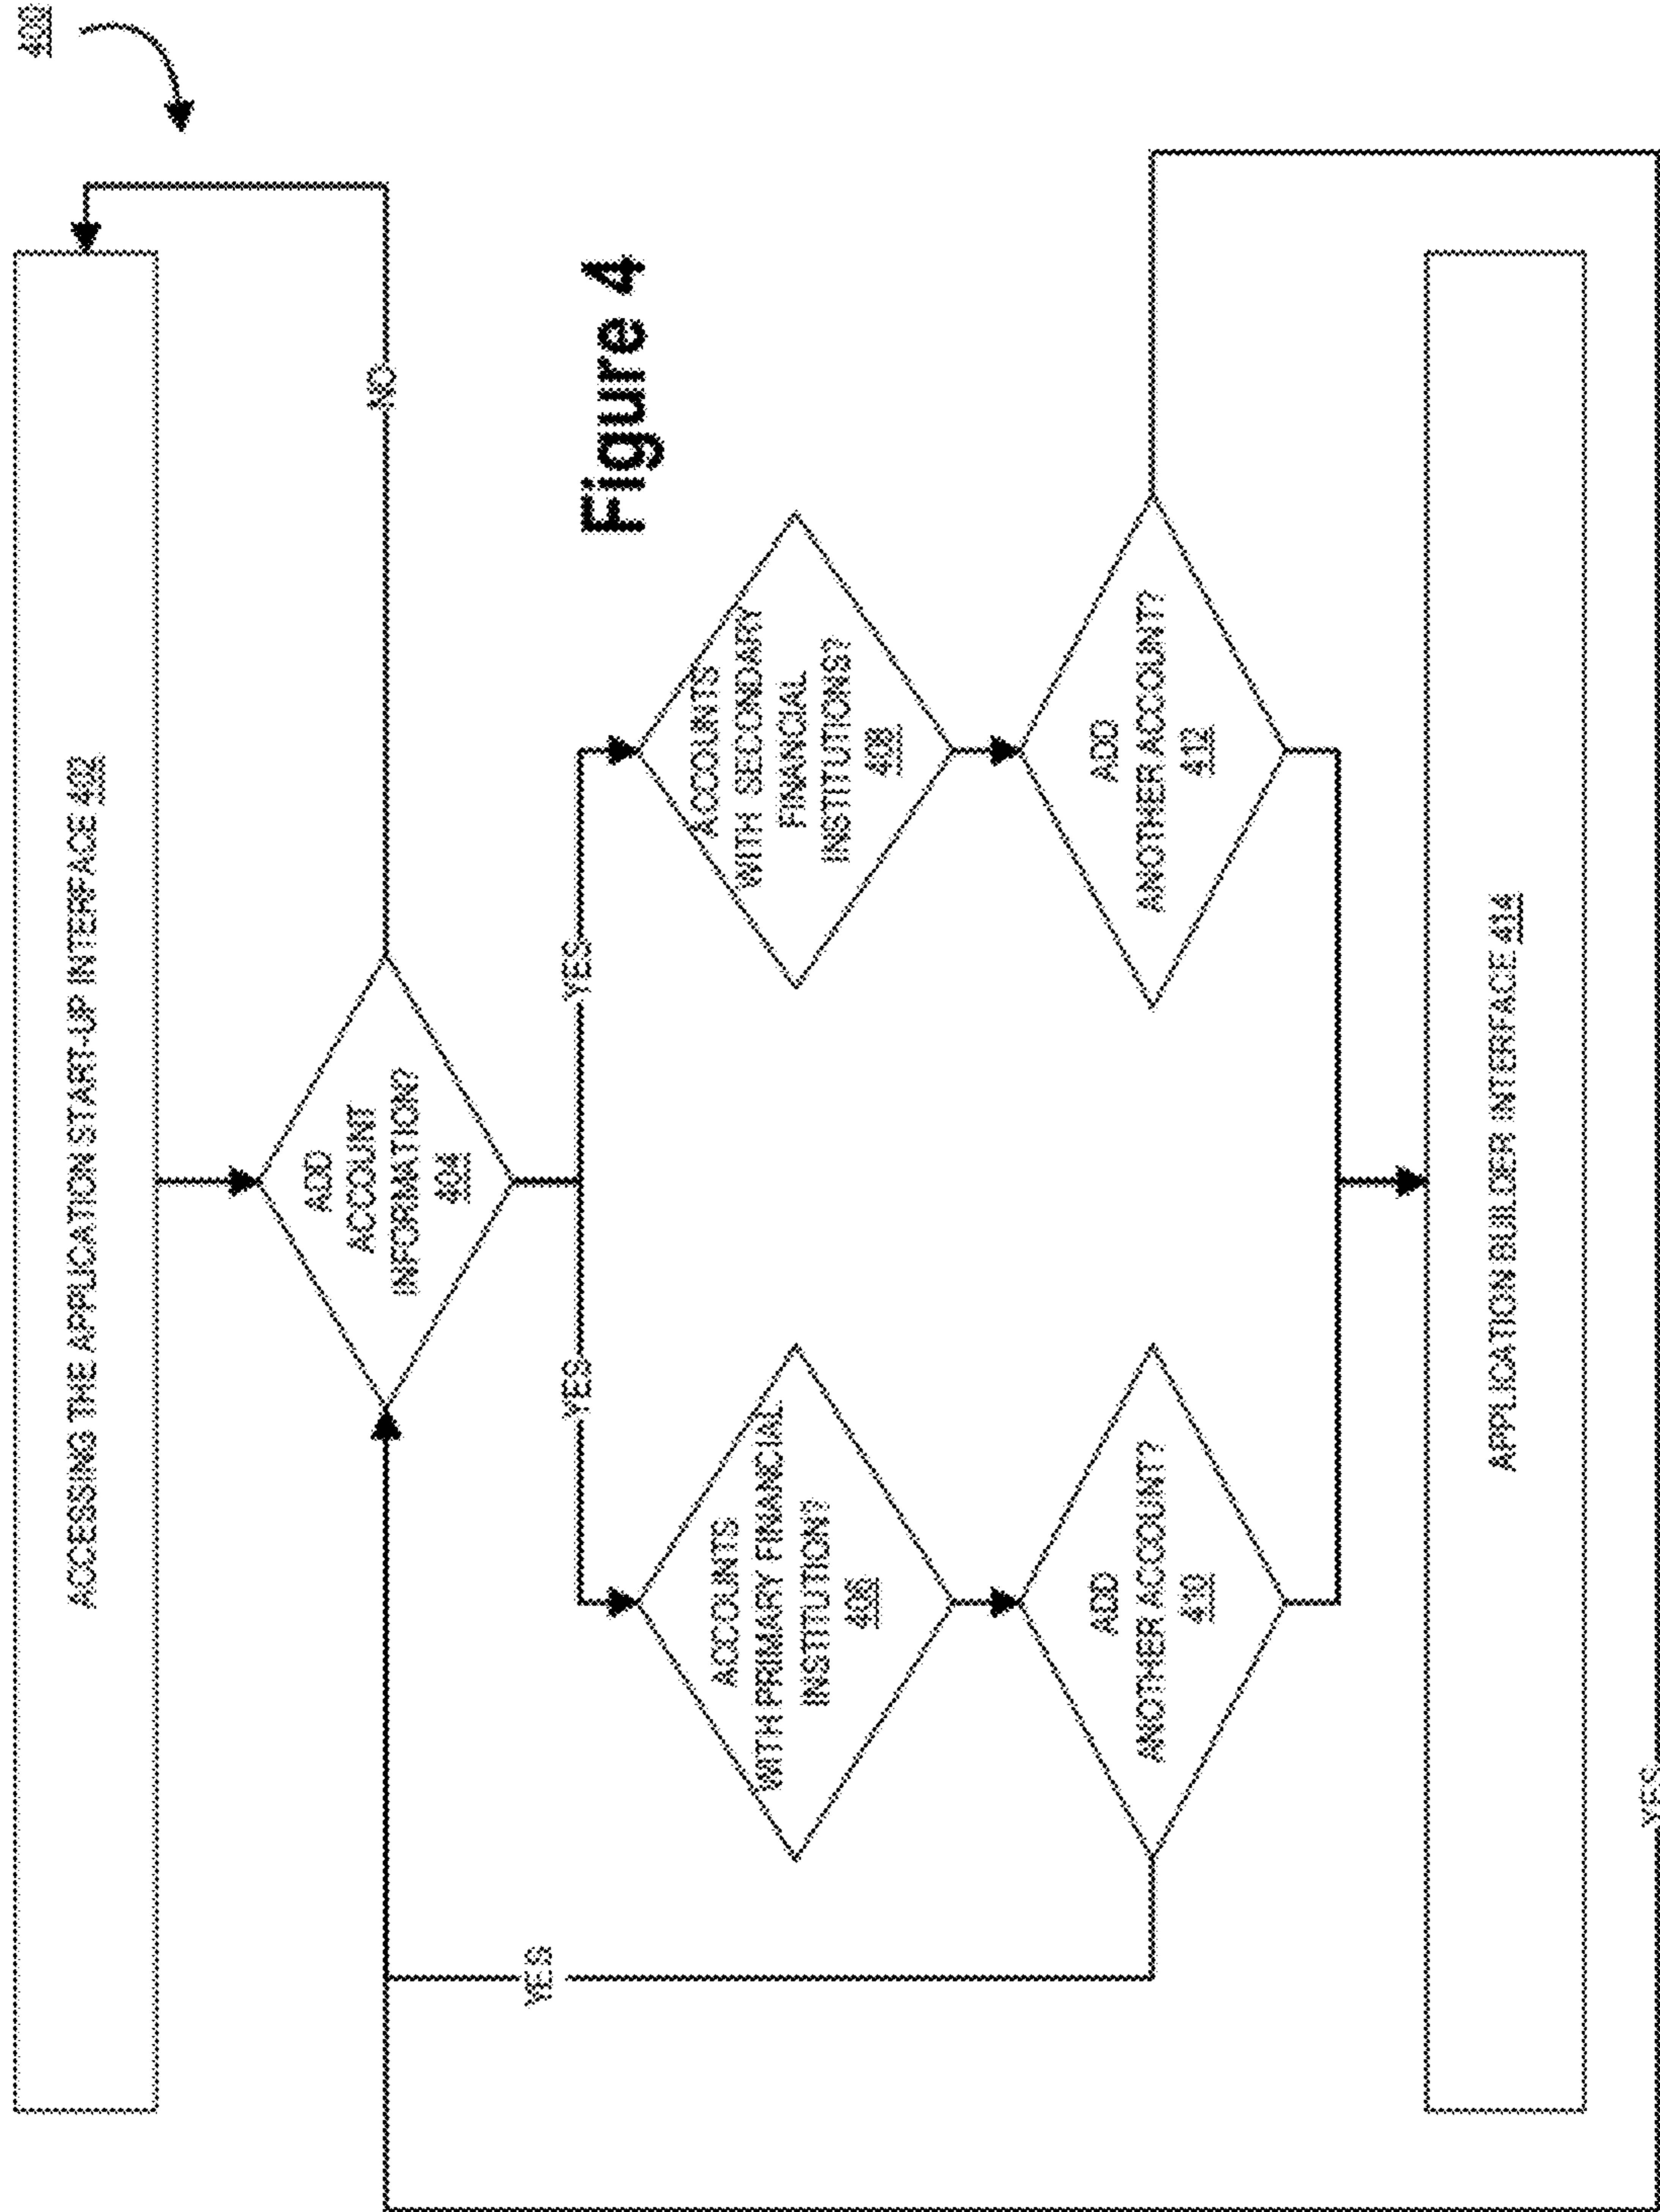 400
ACCESSING THE APPLICATION START-UP INTERFACE 402
ADD
ACCOUNT
INFORMATION?
404
NO
YES
YES
ACCOUNTS
WITH PRIMARY FINANCIAL
INSTITUTION?
406
ACCOUNTS
WITH SECONDARY
FINANCIAL
INSTITUTIONS?
408
YES
ADD
ANOTHER ACCOUNT?
410
ADD
ANOTHER ACCOUNT?
412
APPLICATION BUILDER INTERFACE 414
YES
Figure 4